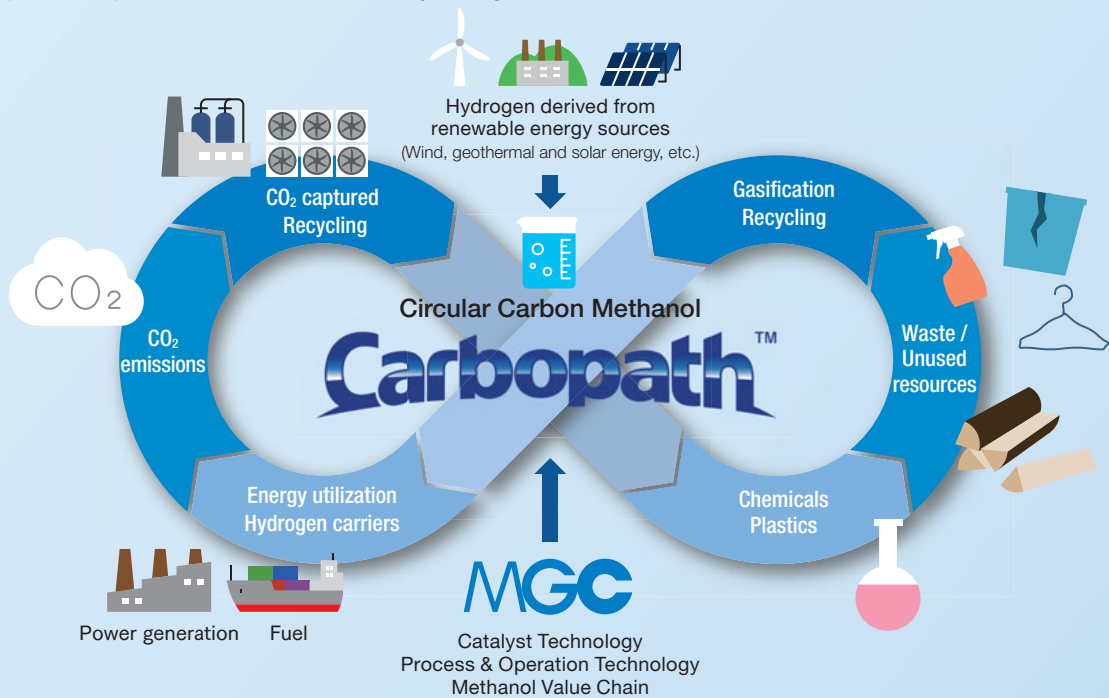 Hydrogen derived from
renewable energy sources
(Wind, geothermal and solar energy, etc.)
CO₂ captured
Recycling
Gasification
Recycling
CO₂
Circular Carbon Methanol
Carbopath™
CO₂
emissions
Waste /
Unused
resources
Energy utilization
Hydrogen carriers
Chemicals
Plastics
MGC
Power generation
Fuel
Catalyst Technology
Process & Operation Technology
Methanol Value Chain